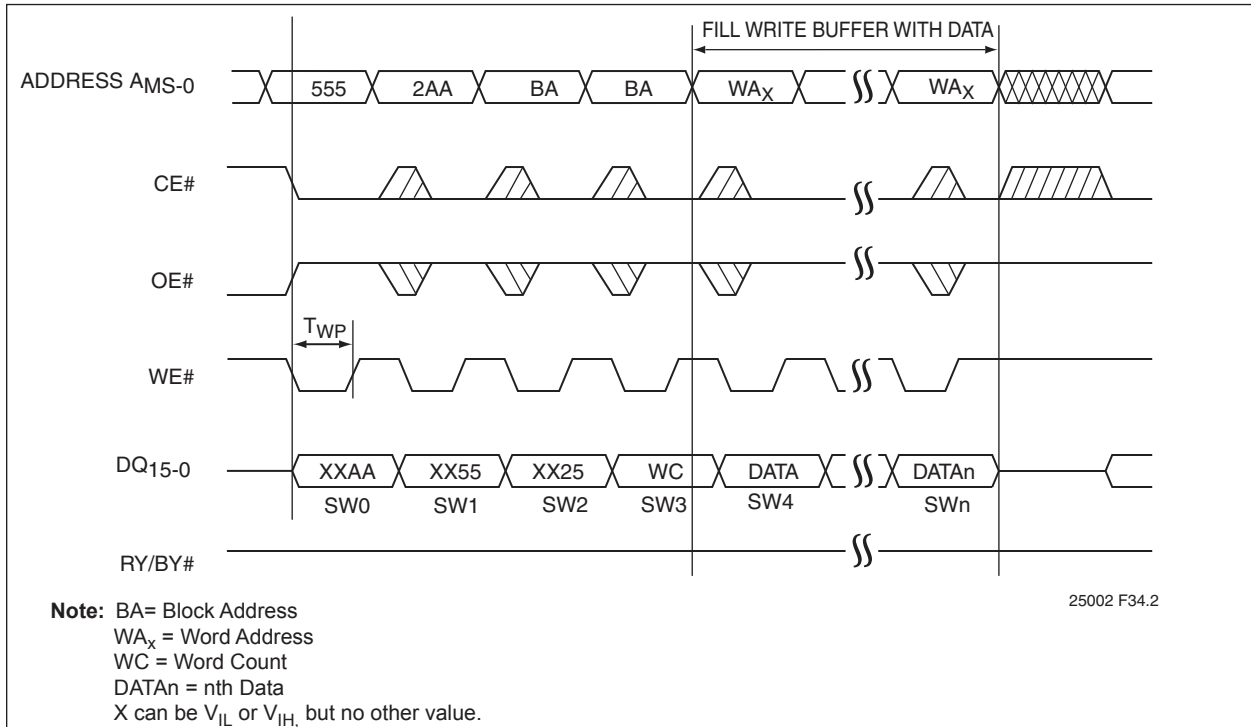 FILL WRITE BUFFER WITH DATA
ADDRESS AMS-0
555 2AA BA BA WAX WAX
CE#
OE#
TWP
WE#
DQ15-0
XXAA XX55 XX25 WC DATA DATAn
SW0 SW1 SW2 SW3 SW4 SWn
RY/BY#
25002 F34.2
Note: BA= Block Address
WAx = Word Address
WC = Word Count
DATAn = nth Data
X can be VIL or VIH, but no other value.